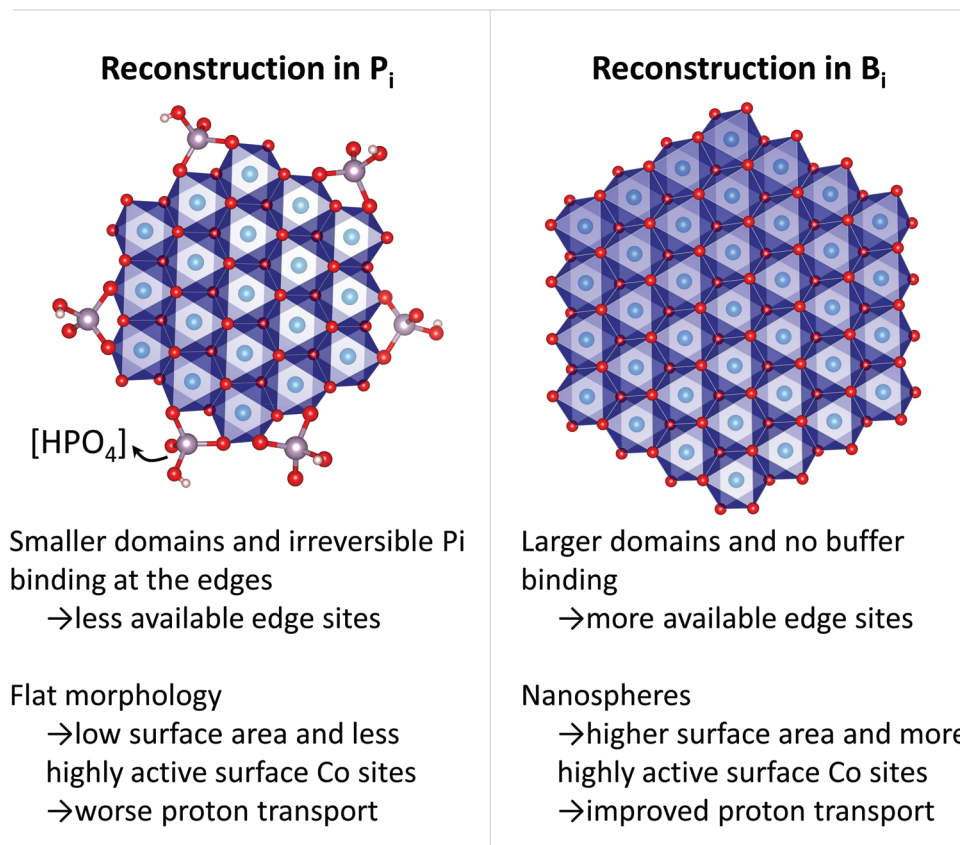 Reconstruction in Pi
[HPO4]
Smaller domains and irreversible Pi
binding at the edges
→less available edge sites
Flat morphology
→low surface area and less
highly active surface Co sites
→worse proton transport
Reconstruction in Bi
Larger domains and no buffer
binding
→more available edge sites
Nanospheres
→higher surface area and more
highly active surface Co sites
→improved proton transport